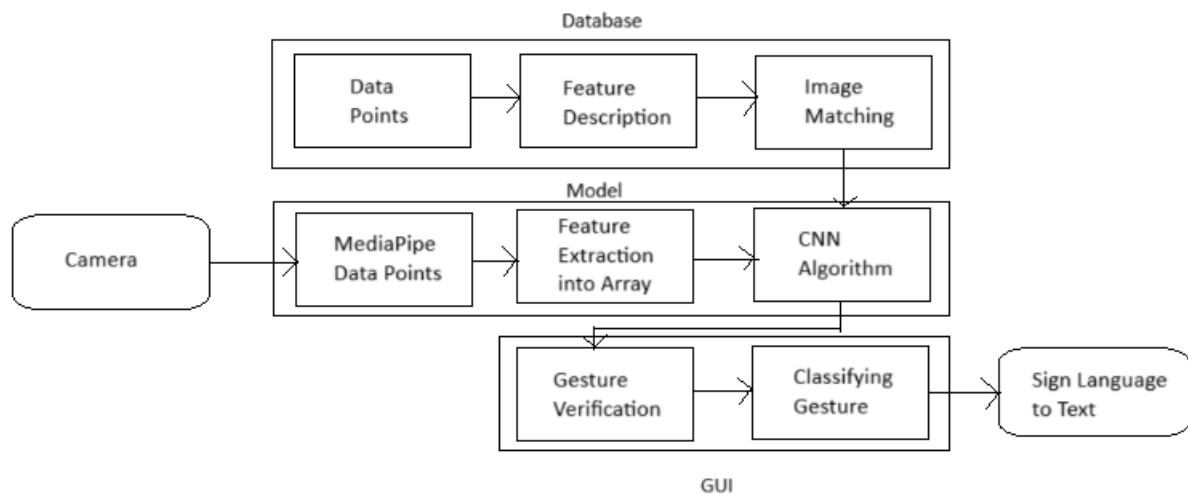 Database
Data
Points
Feature
Description
Image
Matching
Model
Camera
MediaPipe
Data Points
Feature
Extraction
into Array
CNN
Algorithm
Gesture
Verification
Classifying
Gesture
Sign Language
to Text
GUI